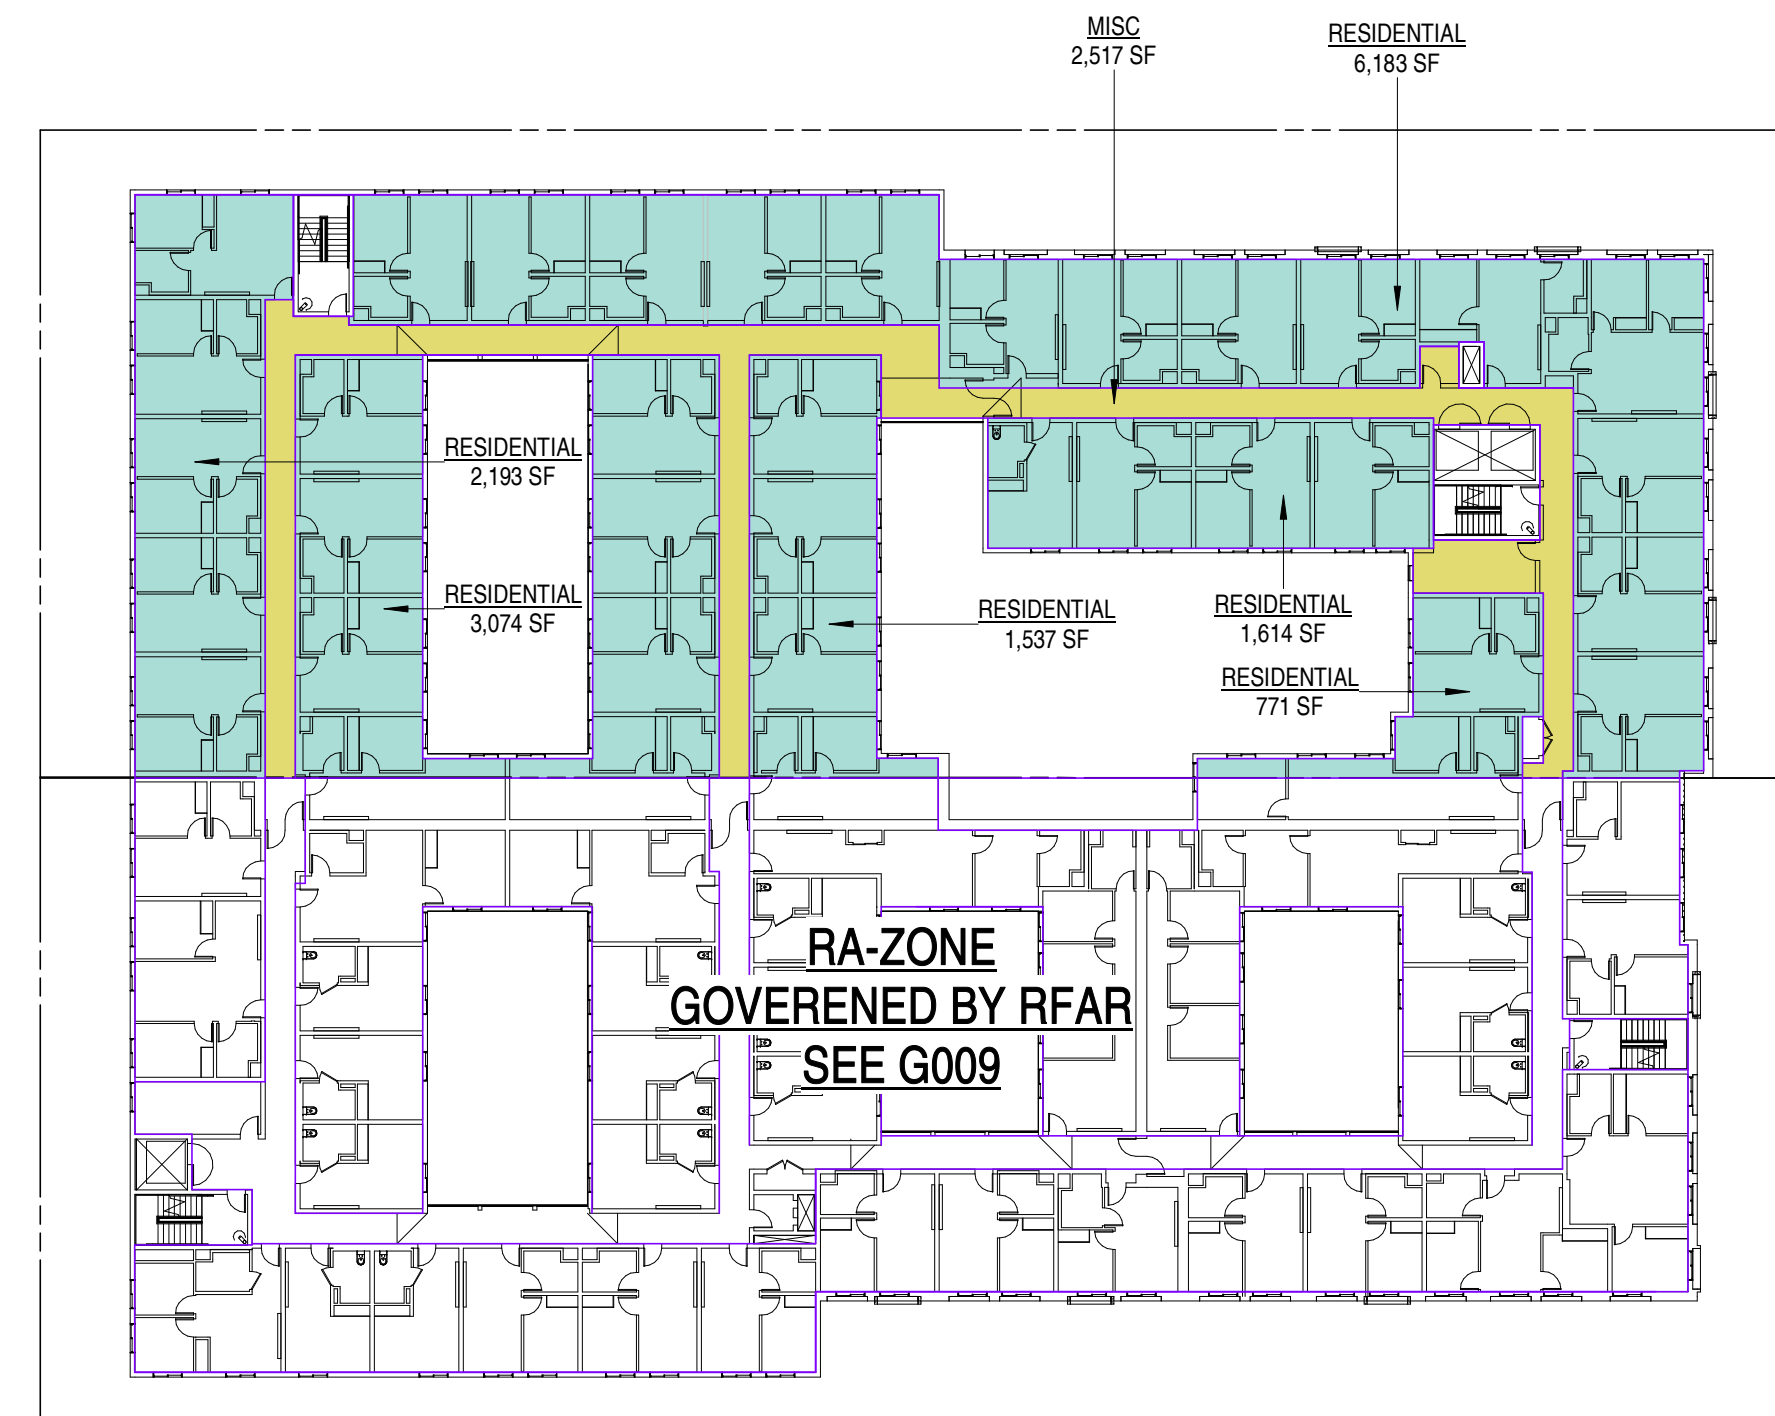 MISC
2,517 SF
RESIDENTIAL
6,183 SF
RESIDENTIAL
2,193 SF
RESIDENTIAL
3,074 SF
RESIDENTIAL
1,537 SF
RESIDENTIAL
1,614 SF
RESIDENTIAL
771 SF
RA-ZONE
GOVERENED BY RFAR
SEE G009